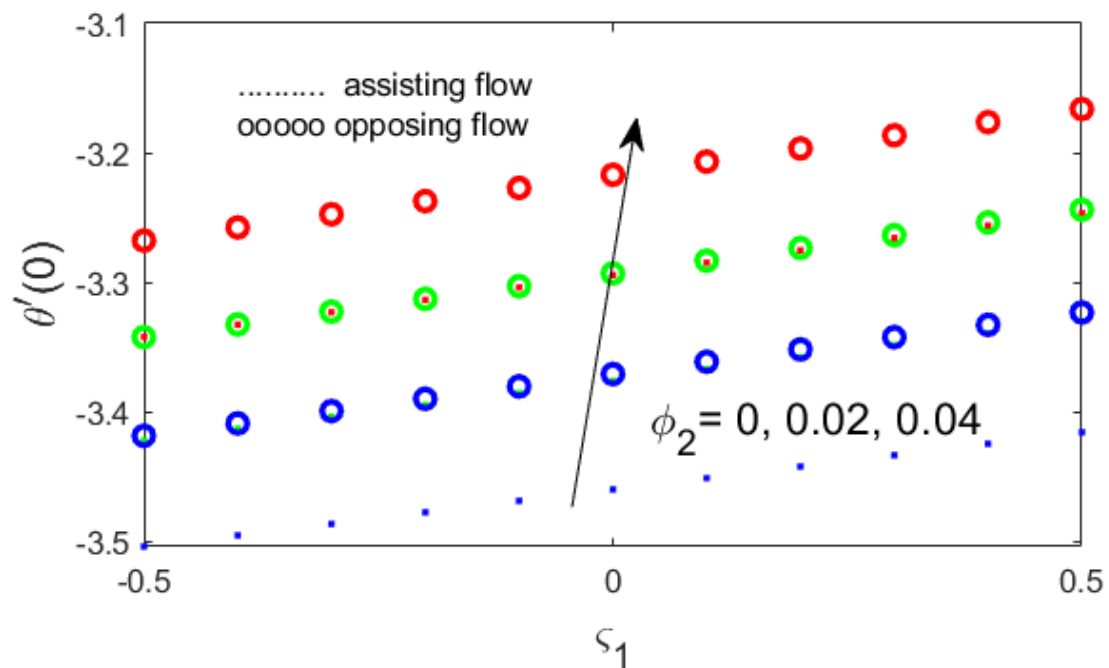 -3.1
.......... assisting flow
ooooo opposing flow
-3.2
-3.3
θ′(0)
-3.4
ϕ2= 0, 0.02, 0.04
-3.5
-0.5 0 0.5
ς1